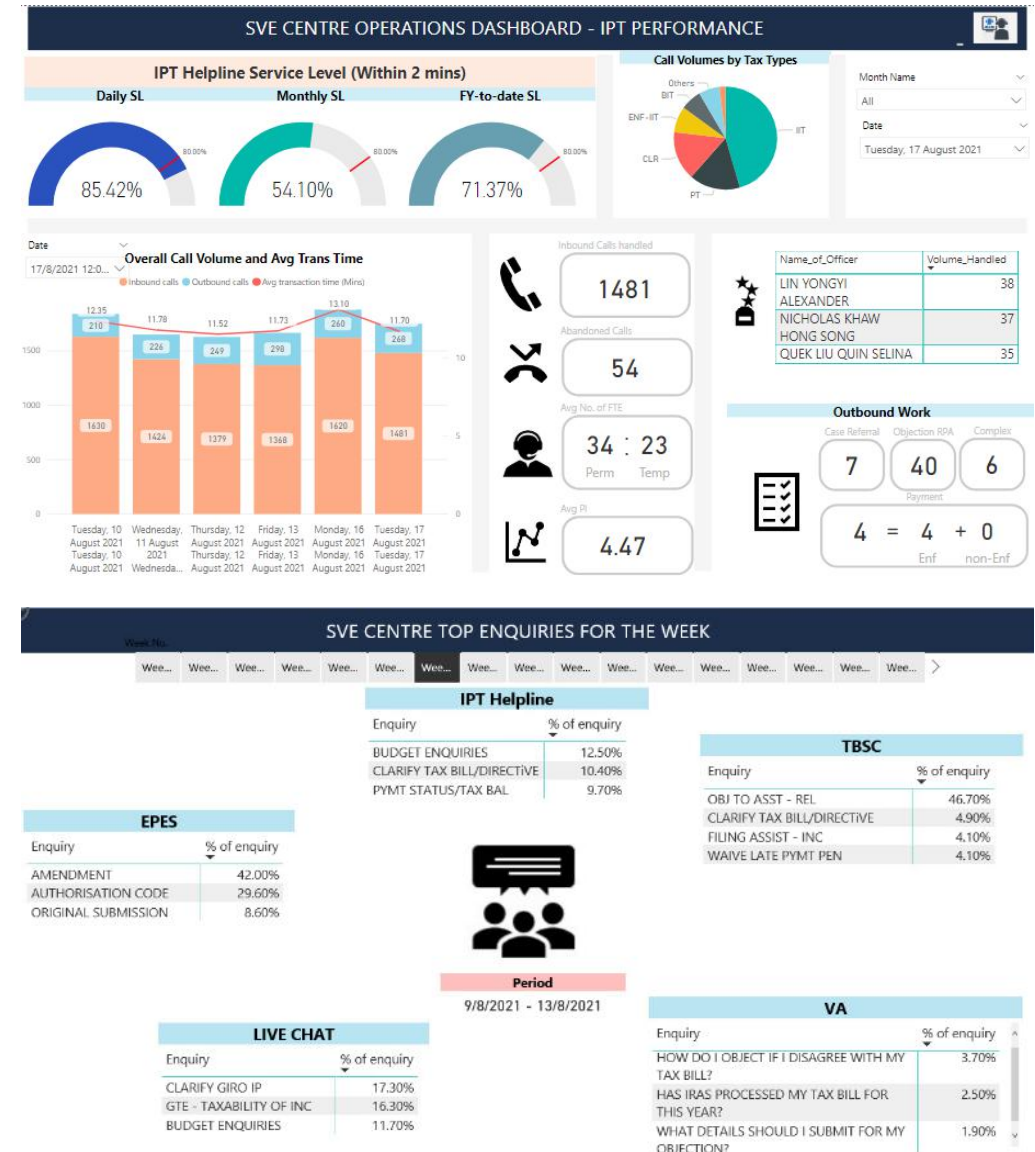 SVE CENTRE OPERATIONS DASHBOARD - IPT PERFORMANCE
IPT Helpline Service Level (Within 2 mins)
Daily SL
Monthly SL
FY-to-date SL
80.00%
85.42%
80.00%
54.10%
80.00%
71.37%
Call Volumes by Tax Types
Others
BIT
ENF-IIT
CLR
PT
IIT
Month Name
All
Date
Tuesday, 17 August 2021
Date
17/8/2021 12:0...
Overall Call Volume and Avg Trans Time
Inbound calls Outbound calls Avg transaction time (Mins)
12.35 11.78 11.52 11.73 13.10 11.70
210 226 249 298 260 268
1630 1424 1379 1368 1620 1481
1500
1000
500
0
10
5
0
Tuesday, 10 August 2021
Tuesday, 10 August 2021
Wednesday, 11 August 2021
Wednesda...
Thursday, 12 August 2021
Thursday, 12 August 2021
Friday, 13 August 2021
Friday, 13 August 2021
Monday, 16 August 2021
Monday, 16 August 2021
Tuesday, 17 August 2021
Tuesday, 17 August 2021
Inbound Calls handled
1481
Abandoned Calls
54
Avg No. of FTE
34 : 23
Perm Temp
Avg PI
4.47
Name_of_Officer Volume_Handled
LIN YONGYI 38
ALEXANDER
NICHOLAS KHAW 37
HONG SONG
QUEK LIU QUIN SELINA 35
Outbound Work
Case Referral Objection RPA Complex
7 40 6
Payment
4 = 4 + 0
Enf non-Enf
SVE CENTRE TOP ENQUIRIES FOR THE WEEK
Week No.
Wee... Wee... Wee... Wee... Wee... Wee... Wee... Wee... Wee... Wee... Wee... Wee... Wee... Wee... Wee... Wee... Wee...
IPT Helpline
Enquiry % of enquiry
BUDGET ENQUIRIES 12.50%
CLARIFY TAX BILL/DIRECTiVE 10.40%
PYMT STATUS/TAX BAL 9.70%
TBSC
Enquiry % of enquiry
OBJ TO ASST - REL 46.70%
CLARIFY TAX BILL/DIRECTiVE 4.90%
FILING ASSIST - INC 4.10%
WAIVE LATE PYMT PEN 4.10%
EPES
Enquiry % of enquiry
AMENDMENT 42.00%
AUTHORISATION CODE 29.60%
ORIGINAL SUBMISSION 8.60%
Period
9/8/2021 - 13/8/2021
LIVE CHAT
Enquiry % of enquiry
CLARIFY GIRO IP 17.30%
GTE - TAXABILITY OF INC 16.30%
BUDGET ENQUIRIES 11.70%
VA
Enquiry % of enquiry
HOW DO I OBJECT IF I DISAGREE WITH MY 3.70%
TAX BILL?
HAS IRAS PROCESSED MY TAX BILL FOR 2.50%
THIS YEAR?
WHAT DETAILS SHOULD I SUBMIT FOR MY 1.90%
OBJECTION?